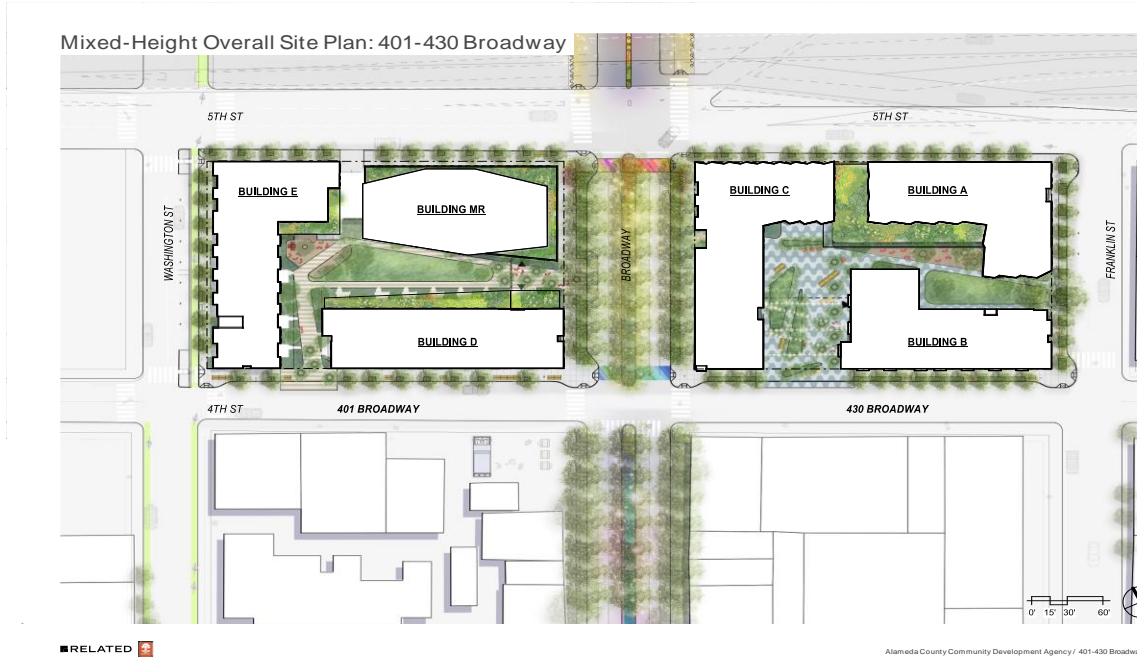 Mixed-Height Overall Site Plan: 401-430 Broadway
5TH ST
5TH ST
BUILDING E
BUILDING MR
BUILDING C
BUILDING A
WASHINGTON ST
BROADWAY
FRANKLIN ST
BUILDING D
BUILDING B
4TH ST
401 BROADWAY
430 BROADWAY
0' 15' 30' 60'
RELATED
Alameda County Community Development Agency / 401-430 Broadwa